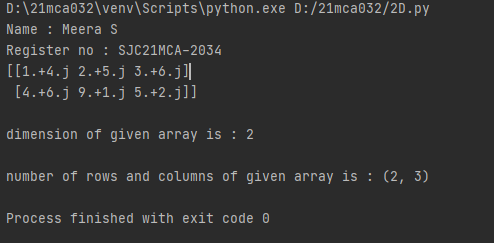 D:\21mca032\venv\Scripts\python.exe D:/21mca032/2D.py
Name : Meera S
Register no : SJC21MCA-2034
[[1.+4.j 2.+5.j 3.+6.j]
 [4.+6.j 9.+1.j 5.+2.j]]
dimension of given array is : 2
number of rows and columns of given array is : (2, 3)
Process finished with exit code 0